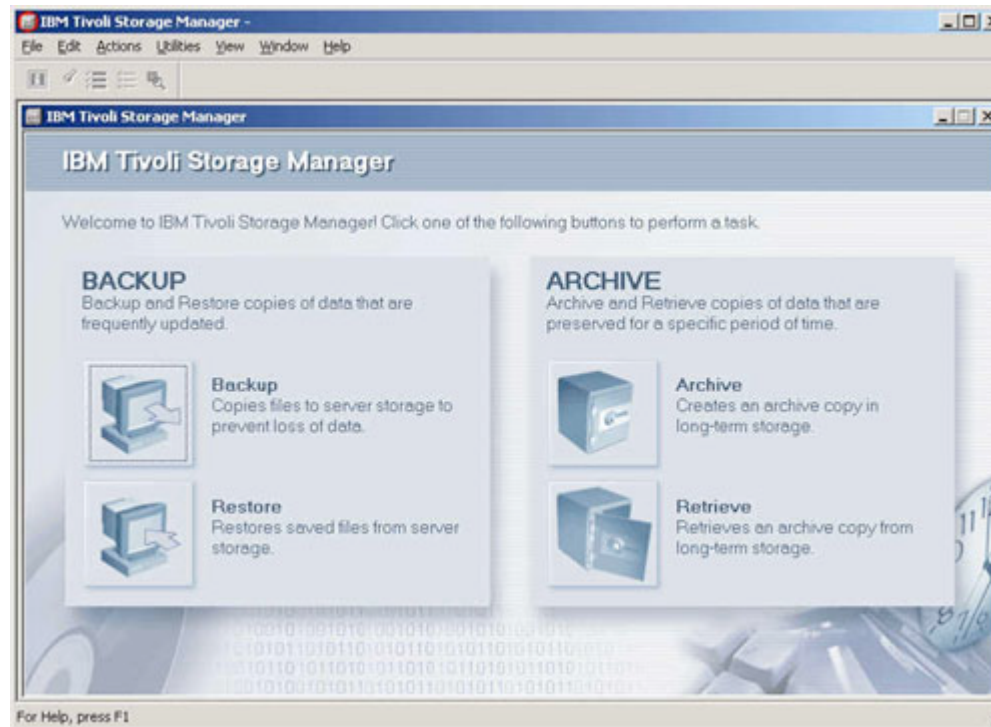 IBM Tivoli Storage Manager -
File Edit Actions Utilities View Window Help
IBM Tivoli Storage Manager
IBM Tivoli Storage Manager
Welcome to IBM Tivoli Storage Manager! Click one of the following buttons to perform a task.
BACKUP
Backup and Restore copies of data that are
frequently updated.
Backup
Copies files to server storage to
prevent loss of data.
Restore
Restores saved files from server
storage.
ARCHIVE
Archive and Retrieve copies of data that are
preserved for a specific period of time.
Archive
Creates an archive copy in
long-term storage.
Retrieve
Retrieves an archive copy from
long-term storage.
For Help, press F1